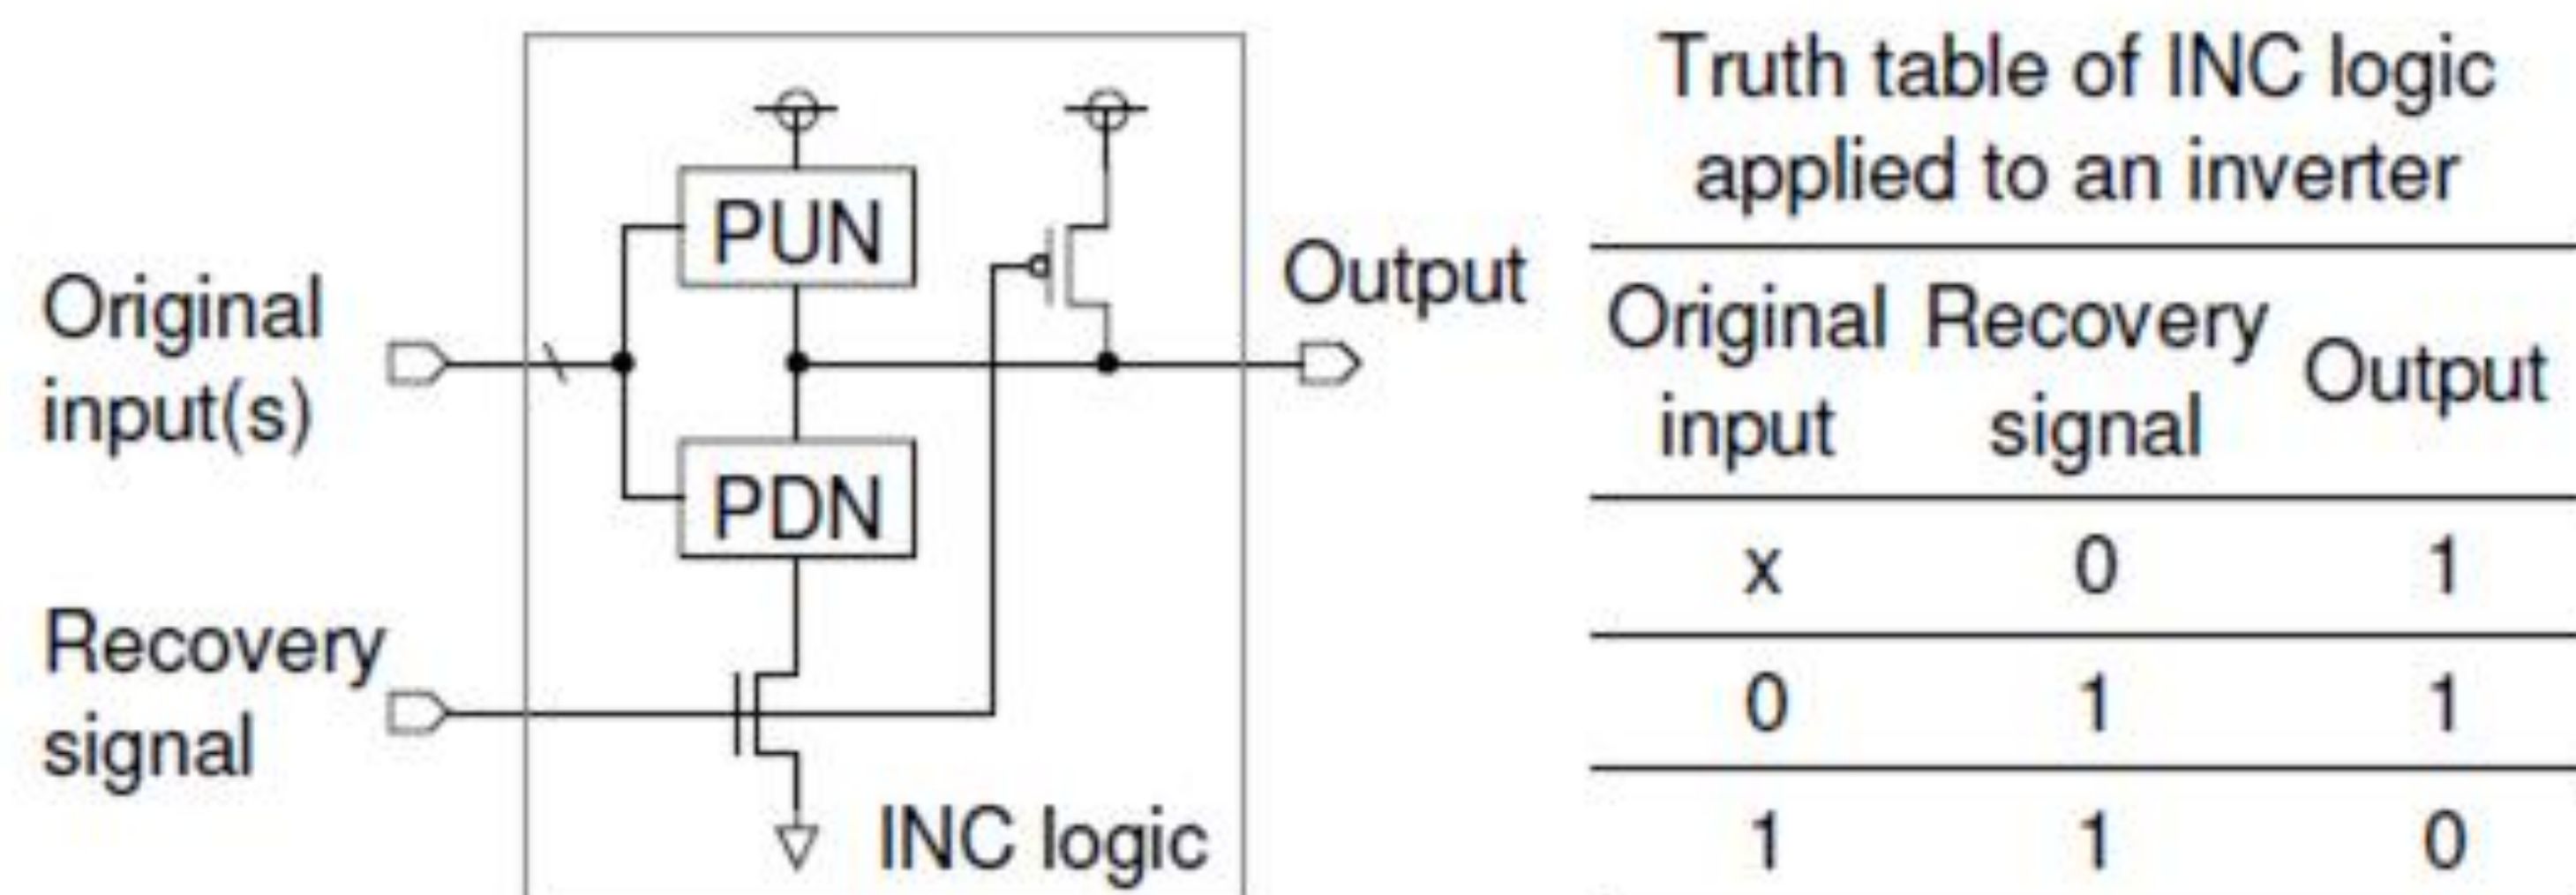 Original
input(s)
Recovery
signal
PUN
PDN
INC logic
Output
Truth table of INC logic
applied to an inverter
Original Recovery Output
input signal
x 0 1
0 1 1
1 1 0